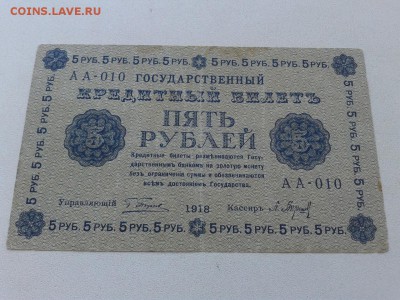 COINS.LAVE.RU
5 РУБ. 5 РУБ. 5 РУБ. 5 РУБ. 5 РУБ. 5 РУБ. 5 РУБ. 5 РУБ.
АА-010 ГОСУДАРСТВЕННЫЙ
КРЕДИТНЫЙ БИЛЕТЪ
ПЯТЬ
РУБЛЕЙ
5 5
Кредитные билеты размѣниваются Госу-
дарственнымъ банкомъ на золотую монету
безъ ограниченія суммы и обезпечиваются
всѣмъ достояніемъ Государства.
АА-010
Управляющій 1918 Кассиръ
5 РУБ. 5 РУБ. 5 РУБ. 5 РУБ. 5 РУБ. 5 РУБ. 5 РУБ. 5 РУБ.